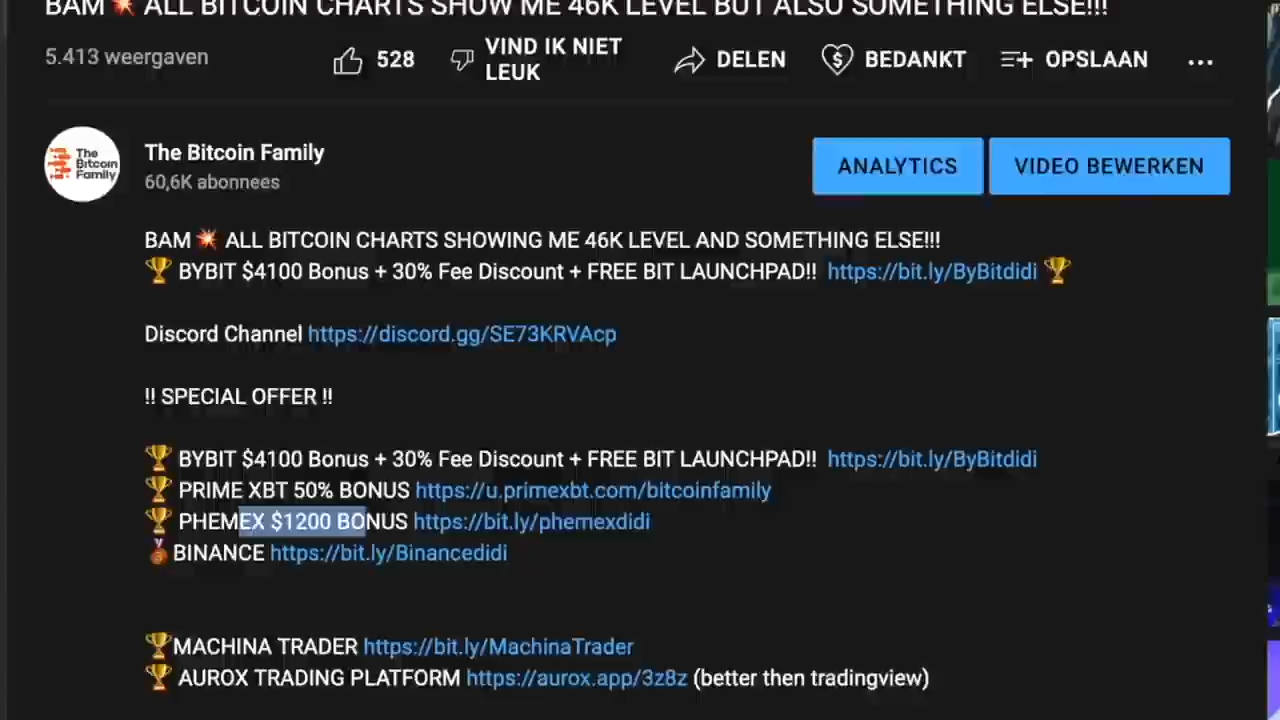 BAM💥 ALL BITCOIN CHARTS SHOW ME 46K LEVEL BUT ALSO SOMETHING ELSE!!!
5.413 weergaven
528
VIND IK NIET LEUK
DELEN
BEDANKT
OPSLAAN
The Bitcoin Family
The Bitcoin Family
60,6K abonnees
ANALYTICS
VIDEO BEWERKEN
BAM 💥 ALL BITCOIN CHARTS SHOWING ME 46K LEVEL AND SOMETHING ELSE!!!
🏆 BYBIT $4100 Bonus + 30% Fee Discount + FREE BIT LAUNCHPAD!! https://bit.ly/ByBitdidi 🏆
Discord Channel https://discord.gg/SE73KRVAcp
!! SPECIAL OFFER !!
🏆 BYBIT $4100 Bonus + 30% Fee Discount + FREE BIT LAUNCHPAD!! https://bit.ly/ByBitdidi
🏆 PRIME XBT 50% BONUS https://u.primexbt.com/bitcoinfamily
🏆 PHEMEX $1200 BONUS https://bit.ly/phemexdidi
🥉BINANCE https://bit.ly/Binancedidi
🏆MACHINA TRADER https://bit.ly/MachinaTrader
🏆 AUROX TRADING PLATFORM https://aurox.app/3z8z (better then tradingview)